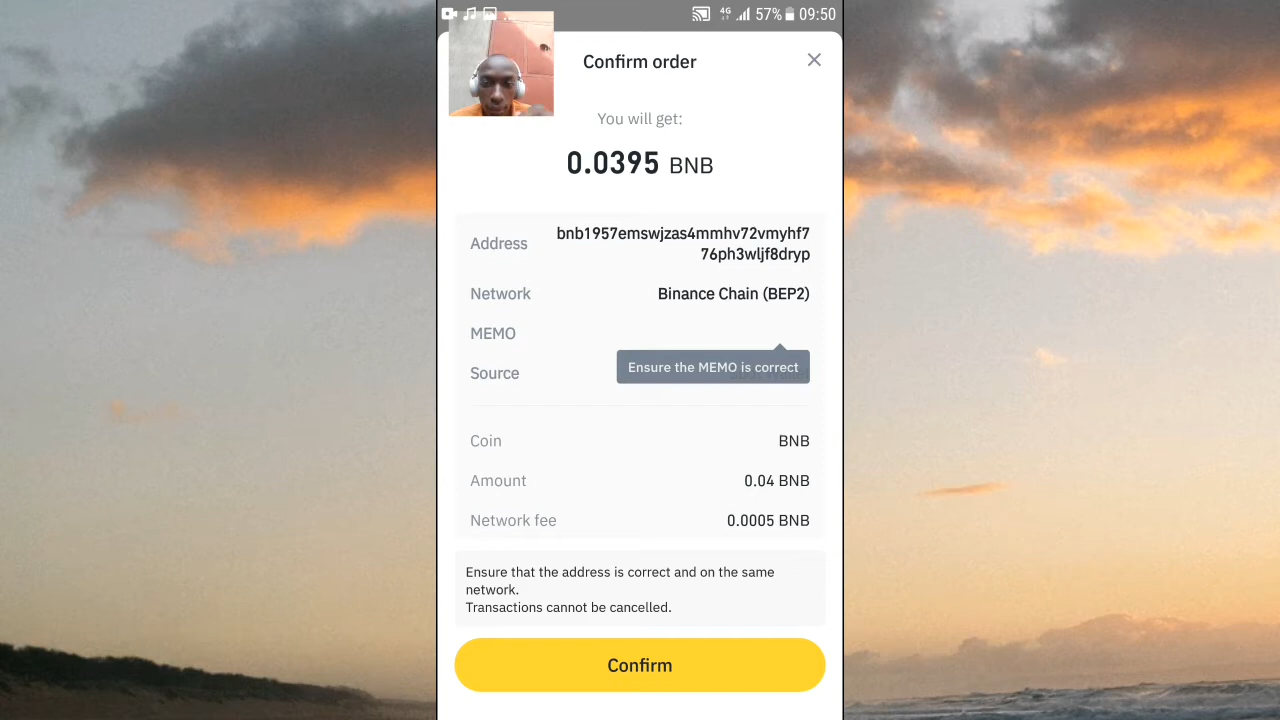 4G 57% 09:50
Confirm order
You will get:
0.0395 BNB
Address bnb1957emswjzas4mmhv72vmyhf7
76ph3wljf8dryp
Network Binance Chain (BEP2)
MEMO
Ensure the MEMO is correct
Source
Coin BNB
Amount 0.04 BNB
Network fee 0.0005 BNB
Ensure that the address is correct and on the same
network.
Transactions cannot be cancelled.
Confirm